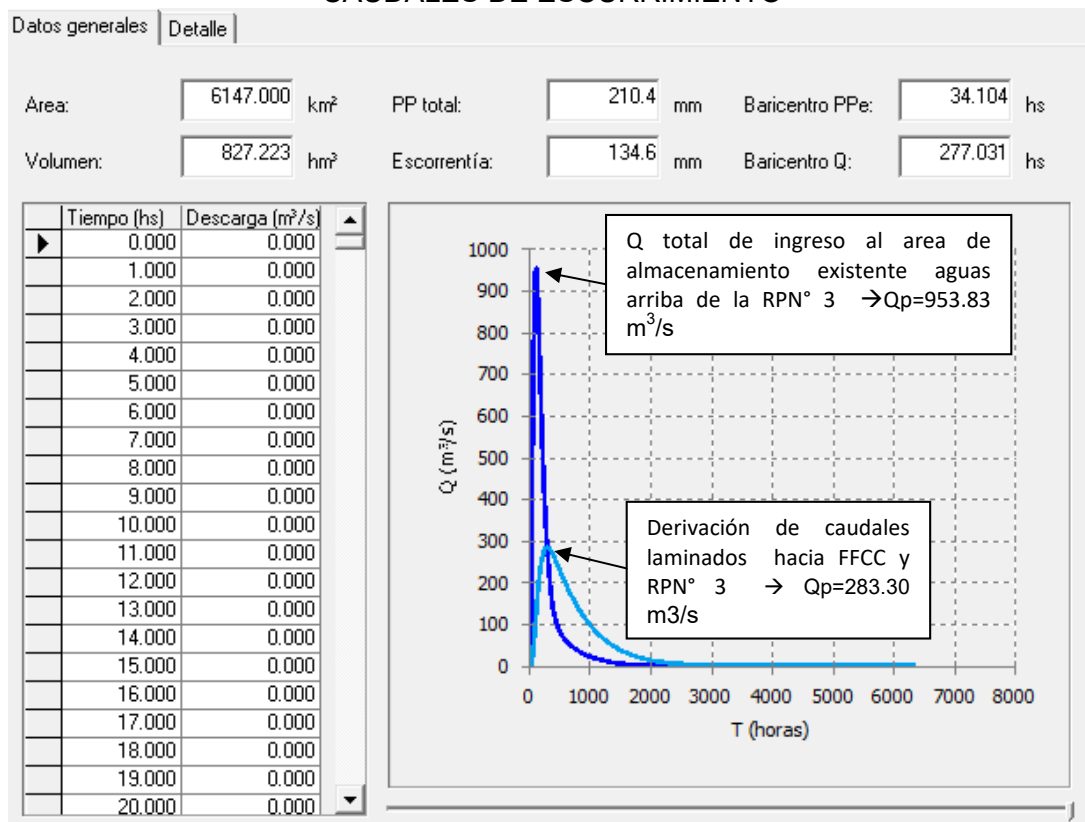 CAUDALES DE ESCURRIMIENTO
Datos generales Detalle
Area: 6147.000 km² PP total: 210.4 mm Baricentro PPe: 34.104 hs
Volumen: 827.223 hm³ Escorrentía: 134.6 mm Baricentro Q: 277.031 hs
Tiempo (hs) Descarga (m³/s)
0.000 0.000
1.000 0.000
2.000 0.000
3.000 0.000
4.000 0.000
5.000 0.000
6.000 0.000
7.000 0.000
8.000 0.000
9.000 0.000
10.000 0.000
11.000 0.000
12.000 0.000
13.000 0.000
14.000 0.000
15.000 0.000
16.000 0.000
17.000 0.000
18.000 0.000
19.000 0.000
20.000 0.000
Q (m³/s)
1000
900
800
700
600
500
400
300
200
100
0
0 1000 2000 3000 4000 5000 6000 7000 8000
T (horas)
Q total de ingreso al area de
almacenamiento existente aguas
arriba de la RPN° 3 →Qp=953.83
m³/s
Derivación de caudales
laminados hacia FFCC y
RPN° 3 → Qp=283.30
m3/s